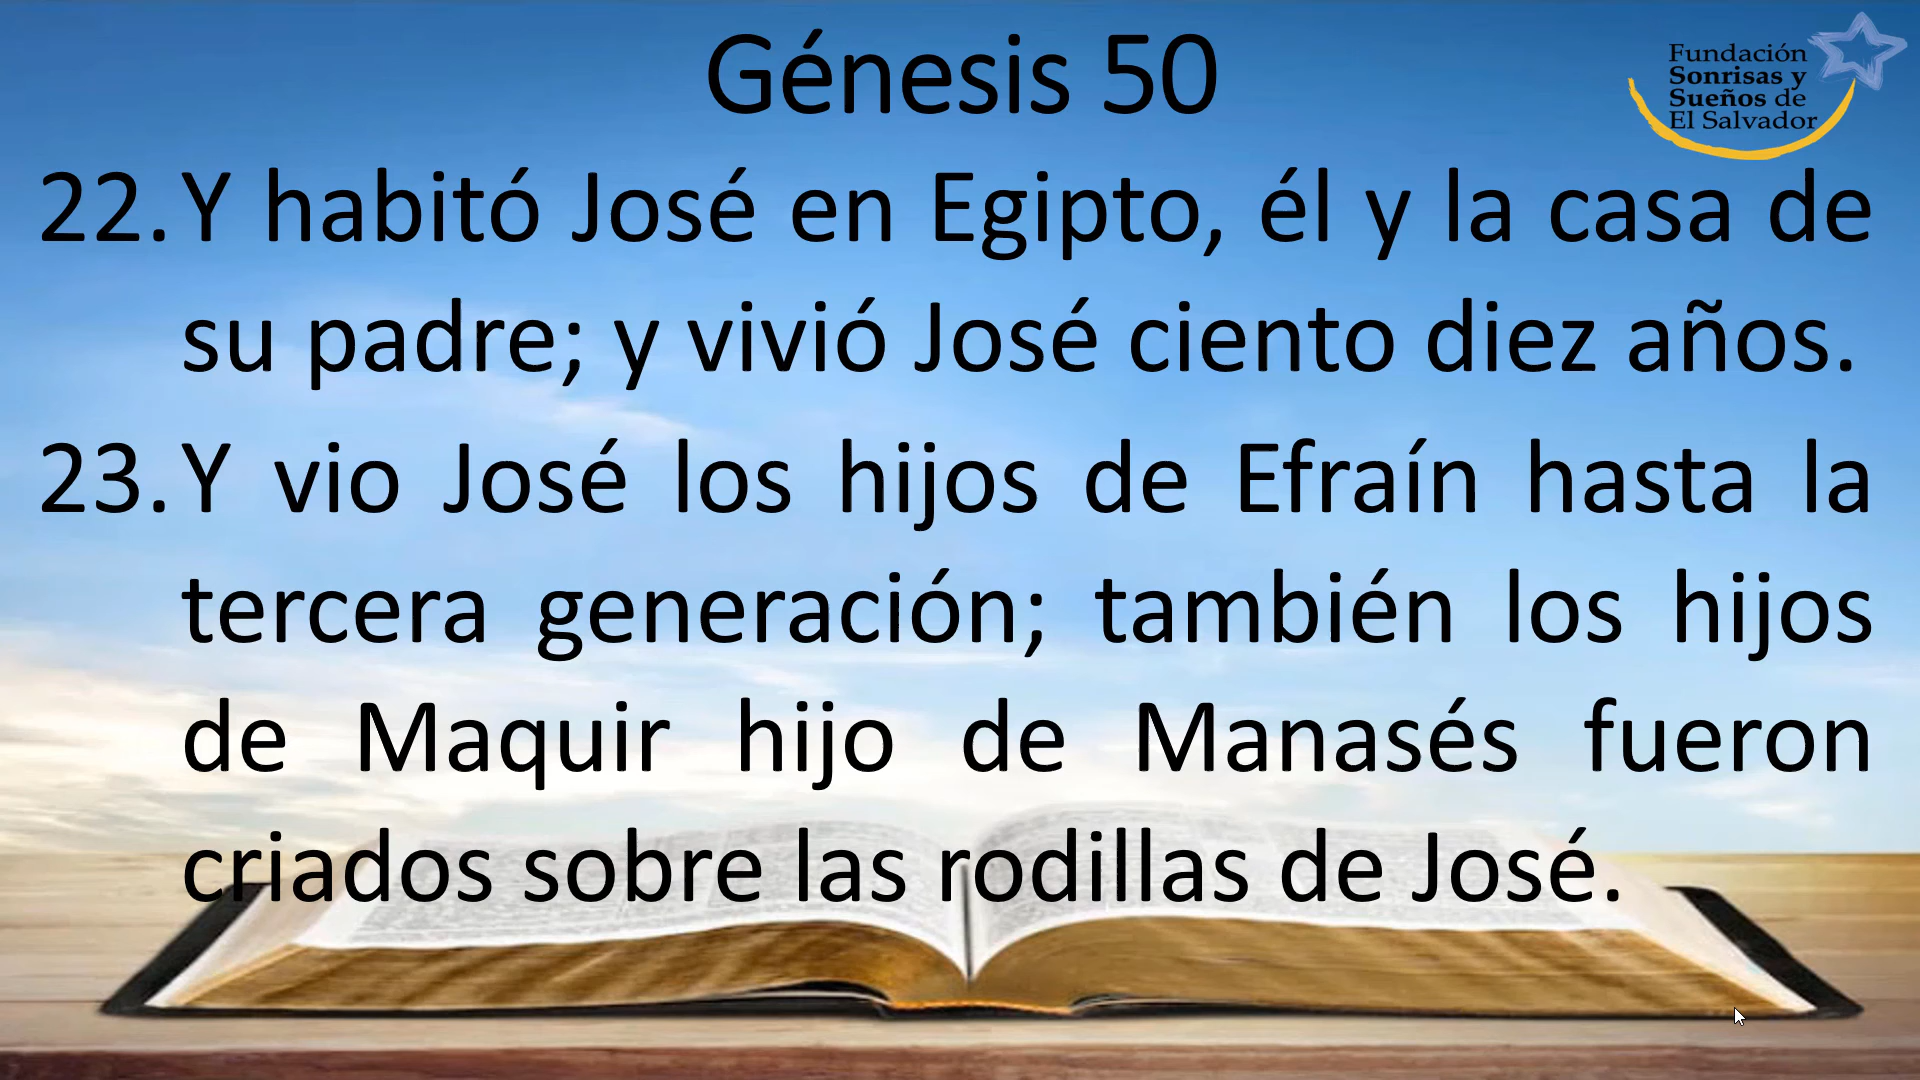 Génesis 50
Fundación
Sonrisas y
Sueños de
El Salvador
22. Y habitó José en Egipto, él y la casa de
su padre; y vivió José ciento diez años.
23. Y vio José los hijos de Efraín hasta la
tercera generación; también los hijos
de Maquir hijo de Manasés fueron
criados sobre las rodillas de José.